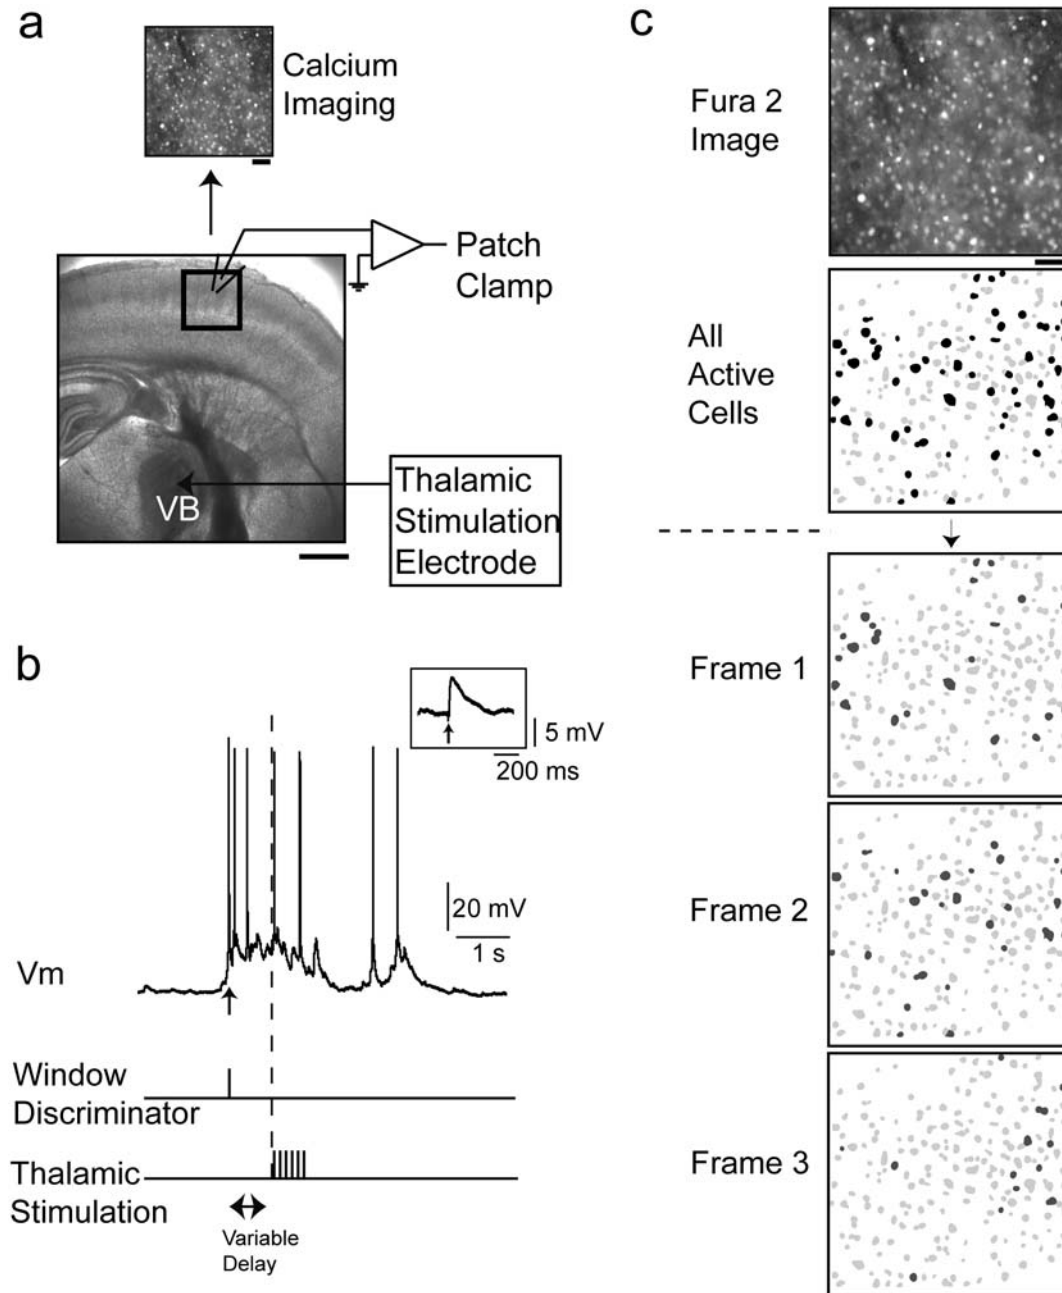 a
Calcium
Imaging
Patch
Clamp
VB
Thalamic
Stimulation
Electrode
b
5 mV
200 ms
20 mV
1 s
Vm
Window
Discriminator
Thalamic
Stimulation
Variable
Delay
c
Fura 2
Image
All
Active
Cells
Frame 1
Frame 2
Frame 3